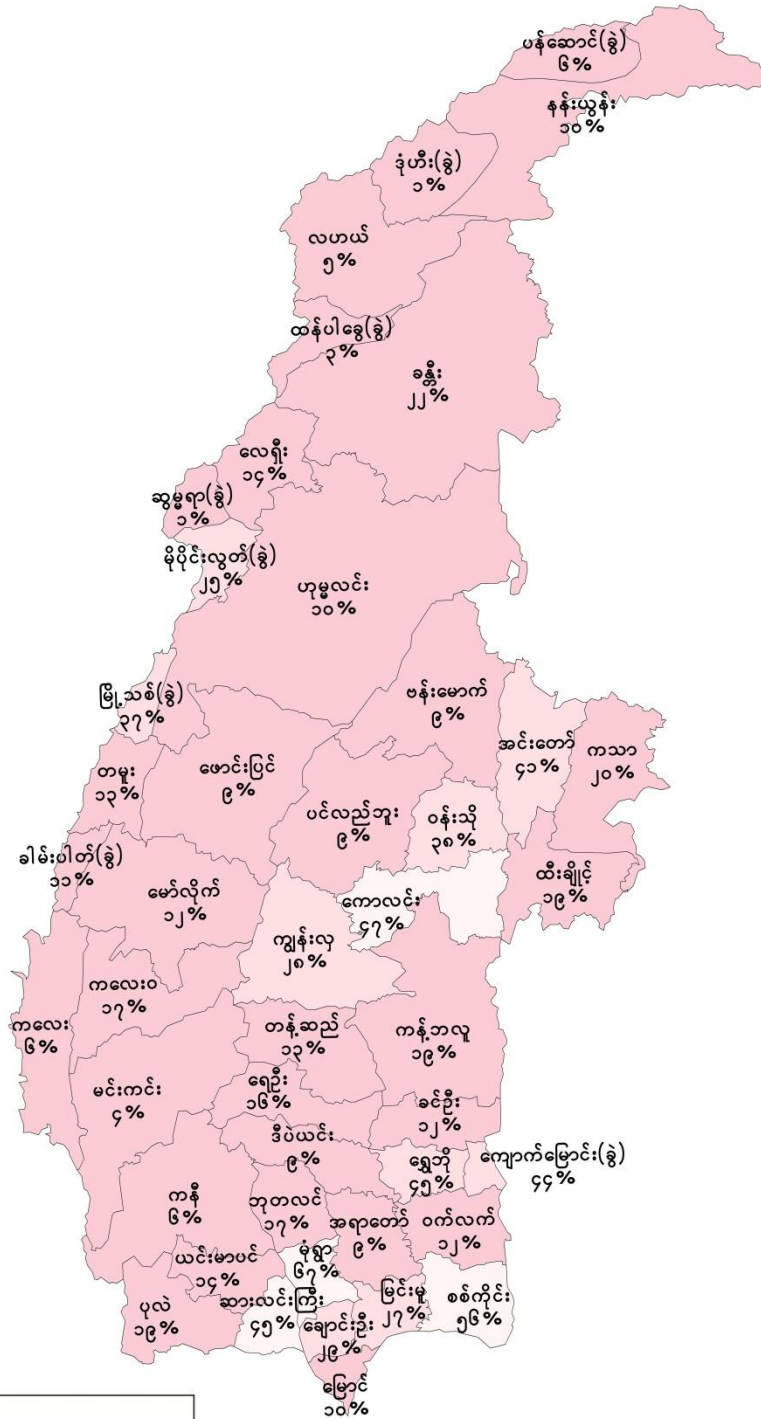 ပန်ဆောင်(ခွဲ)
၆%
နန်းယွန်း
၁၀%
ဒုံဟီး(ခွဲ)
၁%
လဟယ်
၅%
ထန်ပါခွေ(ခွဲ)
၃%
ခန္တီး
၂၂%
လေရှီး
၁၄%
ဆွမ္မရာ(ခွဲ)
၁%
မိုပိုင်းလွတ်(ခွဲ)
၂၅%
ဟုမ္မလင်း
၁၀%
မြို့သစ်(ခွဲ)
၃၇%
ဗန်းမောက်
၉%
အင်းတော်
၄၁%
ကသာ
၂၀%
တမူး
၁၃%
ဖောင်းပြင်
၉%
ပင်လည်ဘူး
၉%
ဝန်းသို
၃၈%
ခါမ်းပါတ်(ခွဲ)
၁၁%
မော်လိုက်
၁၂%
ကောလင်း
၄၇%
ထီးချိုင့်
၁၉%
ကျွန်းလှ
၂၈%
ကလေးဝ
၁၇%
ကလေး
၆%
တန့်ဆည်
၁၃%
ကန့်ဘလူ
၁၉%
မင်းကင်း
၄%
ရေဦး
၁၆%
ခင်ဦး
၁၂%
ဒီပဲယင်း
၉%
ရွှေဘို
၄၅%
ကျောက်မြောင်း(ခွဲ)
၄၄%
ကနီ
၆%
ဘုတလင်
၁၇%
အရာတော်
၉%
ဝက်လက်
၁၂%
ယင်းမာပင်
၁၄%
မုံရွာ
၆၇%
ပုလဲ
၁၉%
ဆားလင်းကြီး
၄၅%
ချောင်းဦး
၂၉%
မြင်းမူ
၂၇%
စစ်ကိုင်း
၅၆%
မြောင်
၁၀%